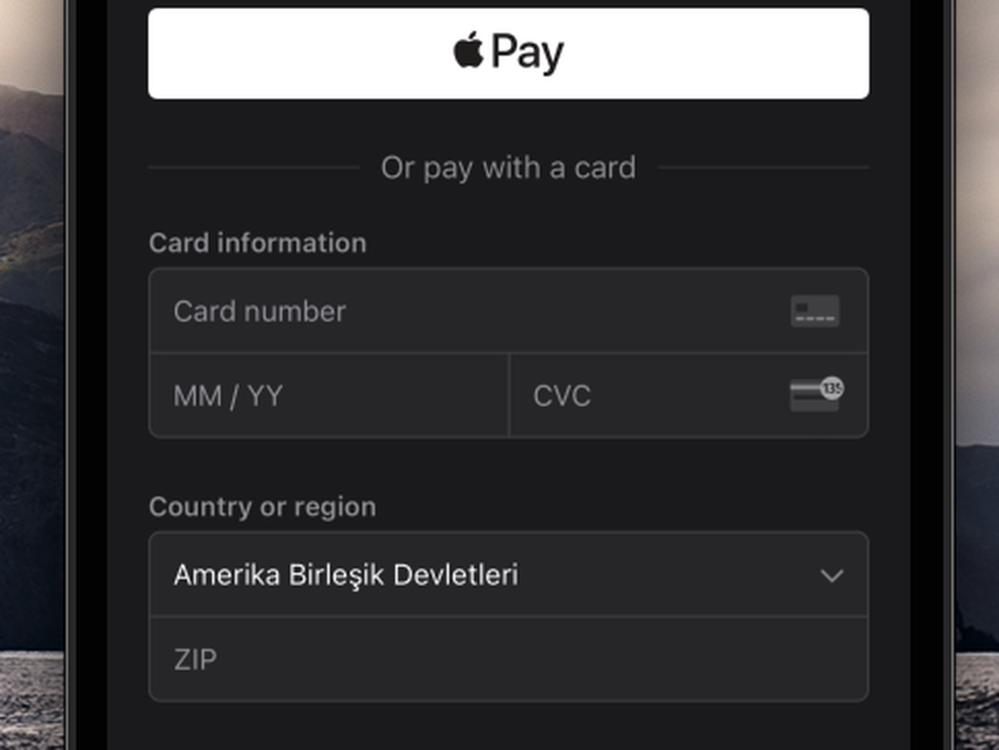 Pay
Or pay with a card
Card information
Card number
MM / YY
CVC
135
Country or region
Amerika Birleşik Devletleri
ZIP